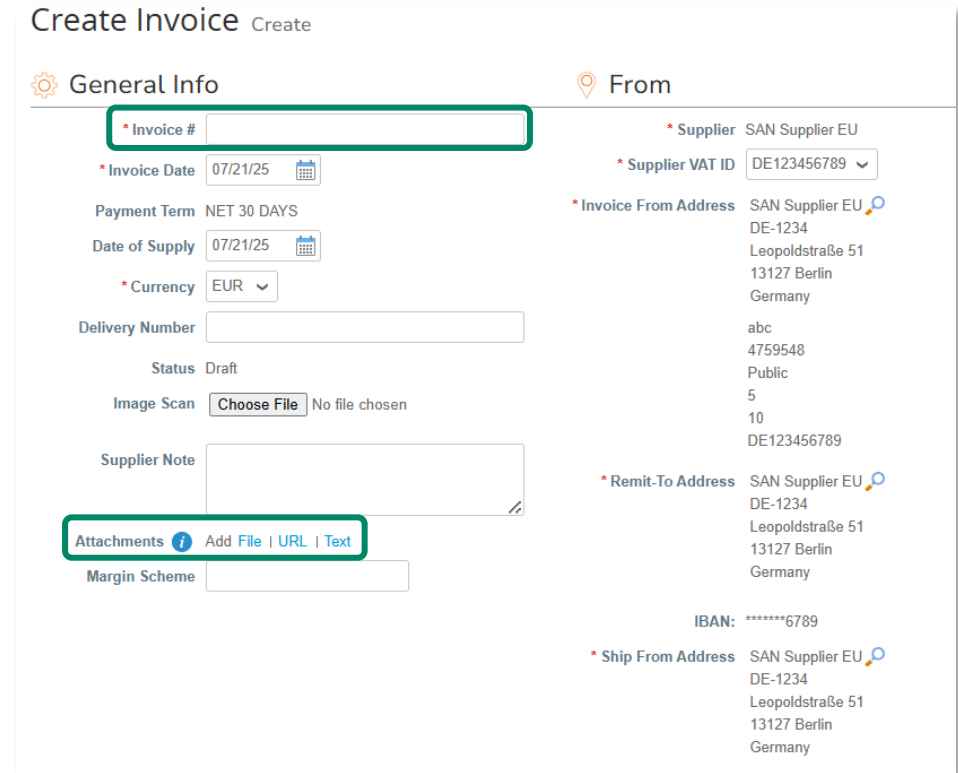 Create Invoice Create
General Info
* Invoice #
* Invoice Date 07/21/25
Payment Term NET 30 DAYS
Date of Supply 07/21/25
* Currency EUR
Delivery Number
Status Draft
Image Scan Choose File No file chosen
Supplier Note
Attachments i Add File | URL | Text
Margin Scheme
From
* Supplier SAN Supplier EU
* Supplier VAT ID DE123456789
* Invoice From Address SAN Supplier EU
DE-1234
Leopoldstraße 51
13127 Berlin
Germany
abc
4759548
Public
5
10
DE123456789
* Remit-To Address SAN Supplier EU
DE-1234
Leopoldstraße 51
13127 Berlin
Germany
IBAN: *******6789
* Ship From Address SAN Supplier EU
DE-1234
Leopoldstraße 51
13127 Berlin
Germany